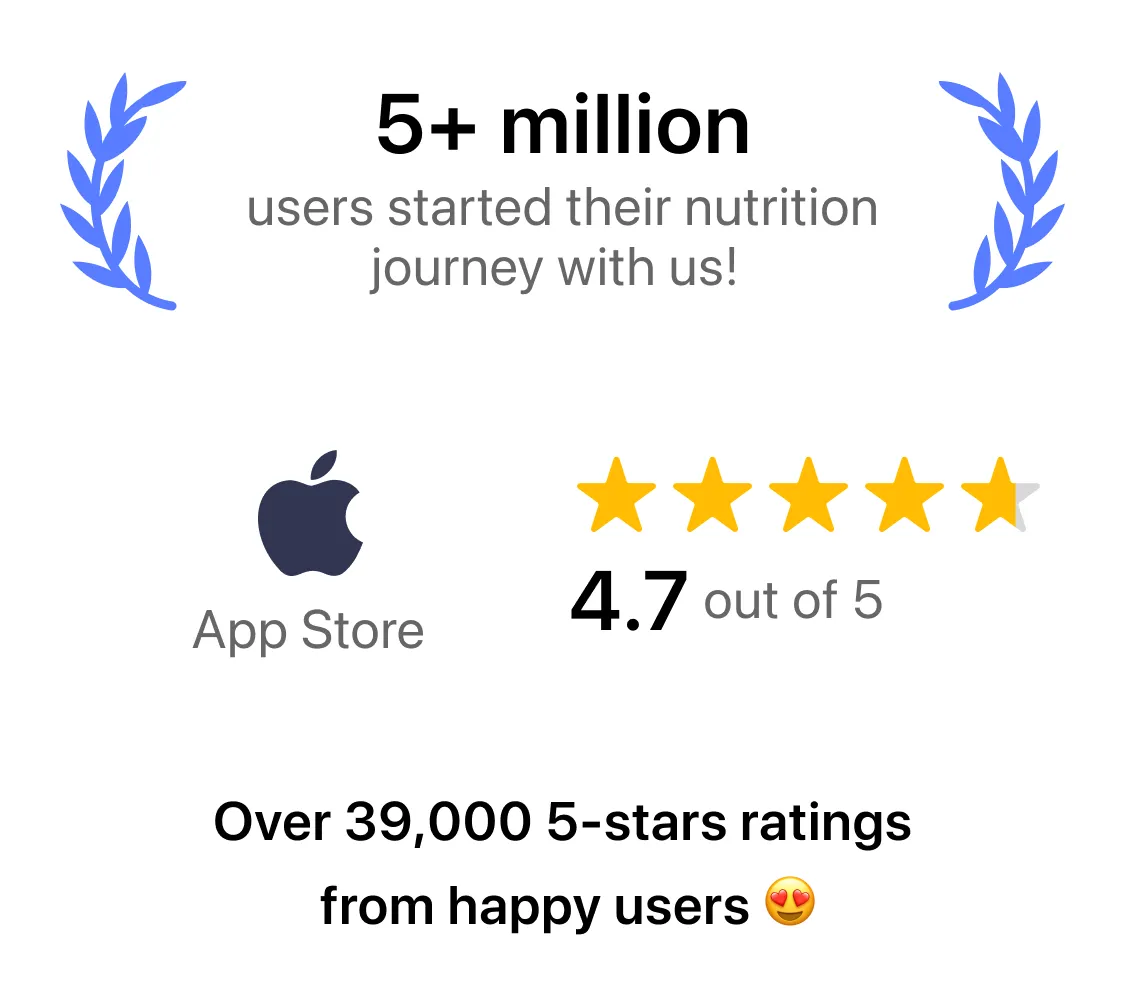 5+ million
users started their nutrition
journey with us!
App Store
4.7 out of 5
Over 39,000 5-stars ratings
from happy users 😍